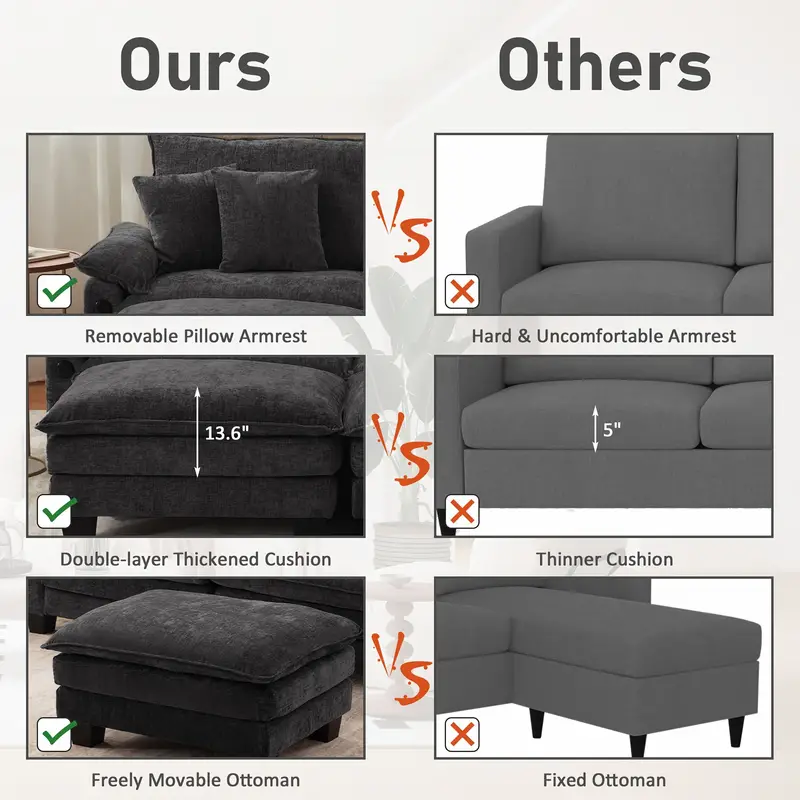 Ours
Others
VS
Removable Pillow Armrest
Hard & Uncomfortable Armrest
13.6"
VS
5"
Double-layer Thickened Cushion
Thinner Cushion
VS
Freely Movable Ottoman
Fixed Ottoman